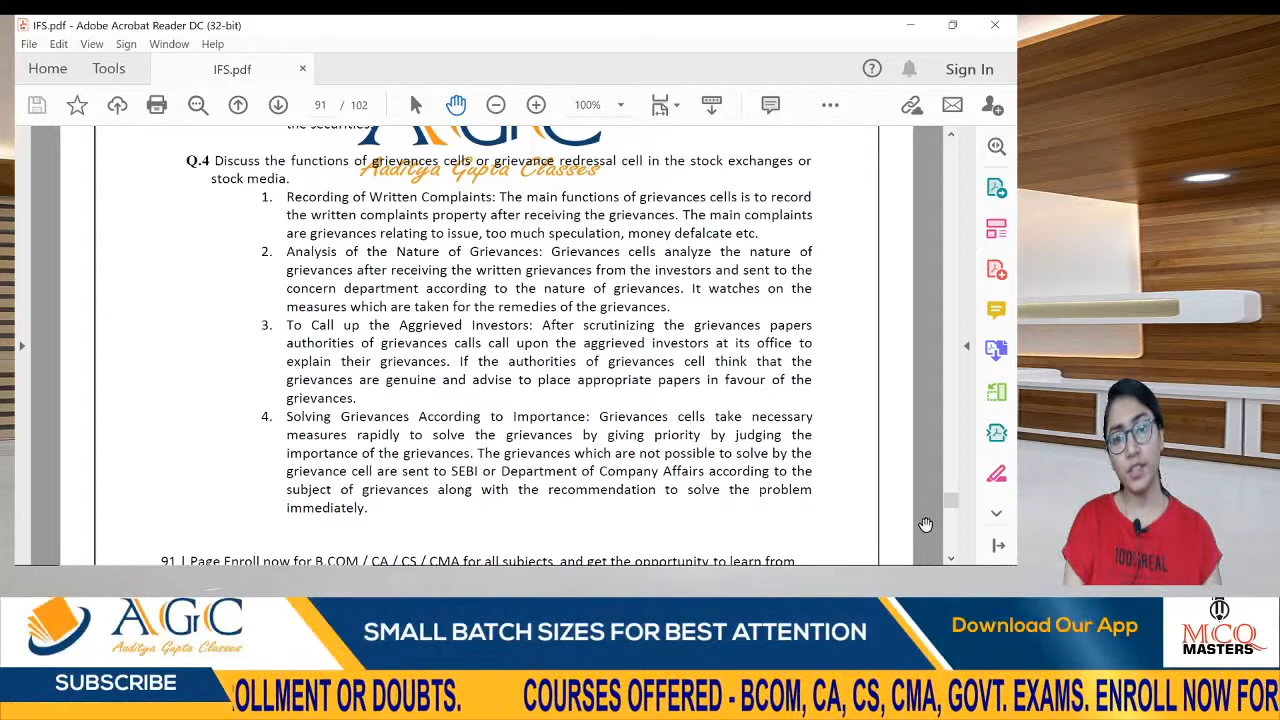 IFS.pdf - Adobe Acrobat Reader DC (32-bit)
File Edit View Sign Window Help
Home Tools IFS.pdf × Sign In
91 / 102 100%
the securities.
AGC
Aaditya Gupta Classes
Q.4 Discuss the functions of grievances cells or grievance redressal cell in the stock exchanges or
stock media.
1. Recording of Written Complaints: The main functions of grievances cells is to record
the written complaints property after receiving the grievances. The main complaints
are grievances relating to issue, too much speculation, money defalcate etc.
2. Analysis of the Nature of Grievances: Grievances cells analyze the nature of
grievances after receiving the written grievances from the investors and sent to the
concern department according to the nature of grievances. It watches on the
measures which are taken for the remedies of the grievances.
3. To Call up the Aggrieved Investors: After scrutinizing the grievances papers
authorities of grievances calls call upon the aggrieved investors at its office to
explain their grievances. If the authorities of grievances cell think that the
grievances are genuine and advise to place appropriate papers in favour of the
grievances.
4. Solving Grievances According to Importance: Grievances cells take necessary
measures rapidly to solve the grievances by giving priority by judging the
importance of the grievances. The grievances which are not possible to solve by the
grievance cell are sent to SEBI or Department of Company Affairs according to the
subject of grievances along with the recommendation to solve the problem
immediately.
91 | Page Enroll now for B.COM / CA / CS / CMA for all subjects and get the opportunity to learn from
AGC
Aaditya Gupta Classes
SMALL BATCH SIZES FOR BEST ATTENTION
Download Our App
MCQ
MASTERS
SUBSCRIBE
OLLMENT OR DOUBTS. COURSES OFFERED - BCOM, CA, CS, CMA, GOVT. EXAMS. ENROLL NOW FOR